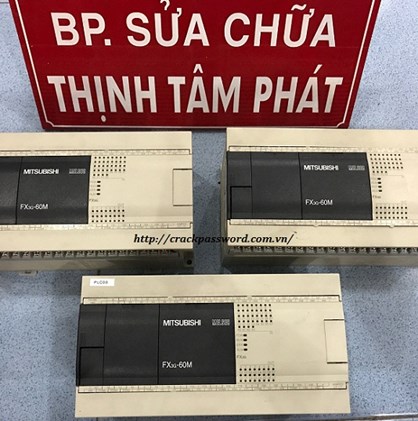 BP. SỬA CHỮA
THỊNH TÂM PHÁT
MITSUBISHI
FX3G-60M
MITSUBISHI
FX3G-60M
http://crackpassword.com.vn/
MITSUBISHI
FX3G-60M